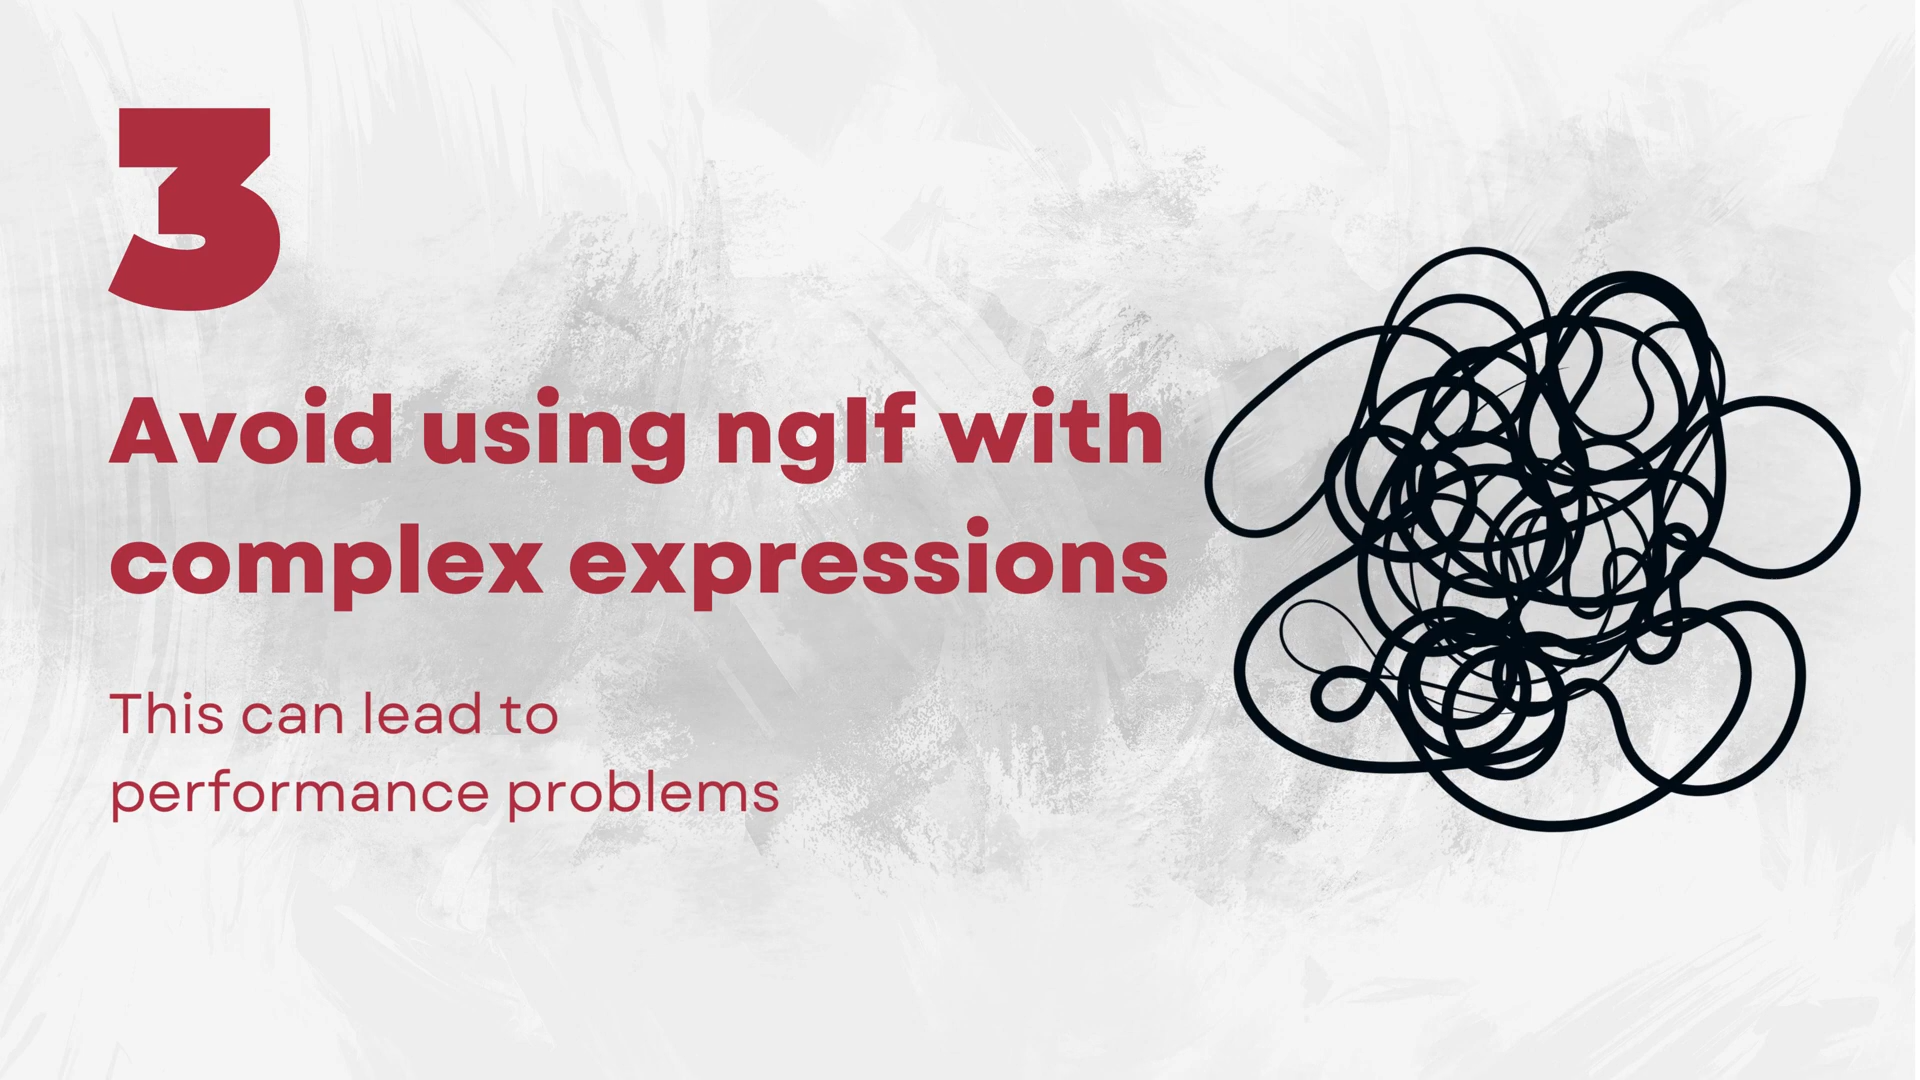 3
Avoid using ngIf with
complex expressions
This can lead to
performance problems